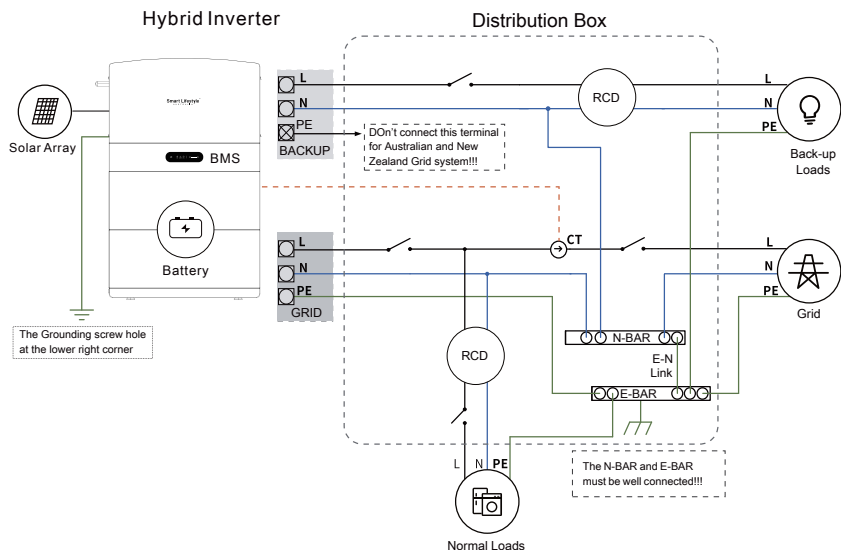 Hybrid Inverter
Distribution Box
Smart Lifestyle
BMS
Battery
Solar Array
The Grounding screw hole
at the lower right corner
L
N
PE
BACKUP
DOn't connect this terminal
for Australian and New
Zealand Grid system!!!
RCD
L
N
PE
Back-up
Loads
L
N
PE
GRID
CT
L
N
PE
Grid
RCD
N-BAR
E-N
Link
E-BAR
L N PE
Normal Loads
The N-BAR and E-BAR
must be well connected!!!